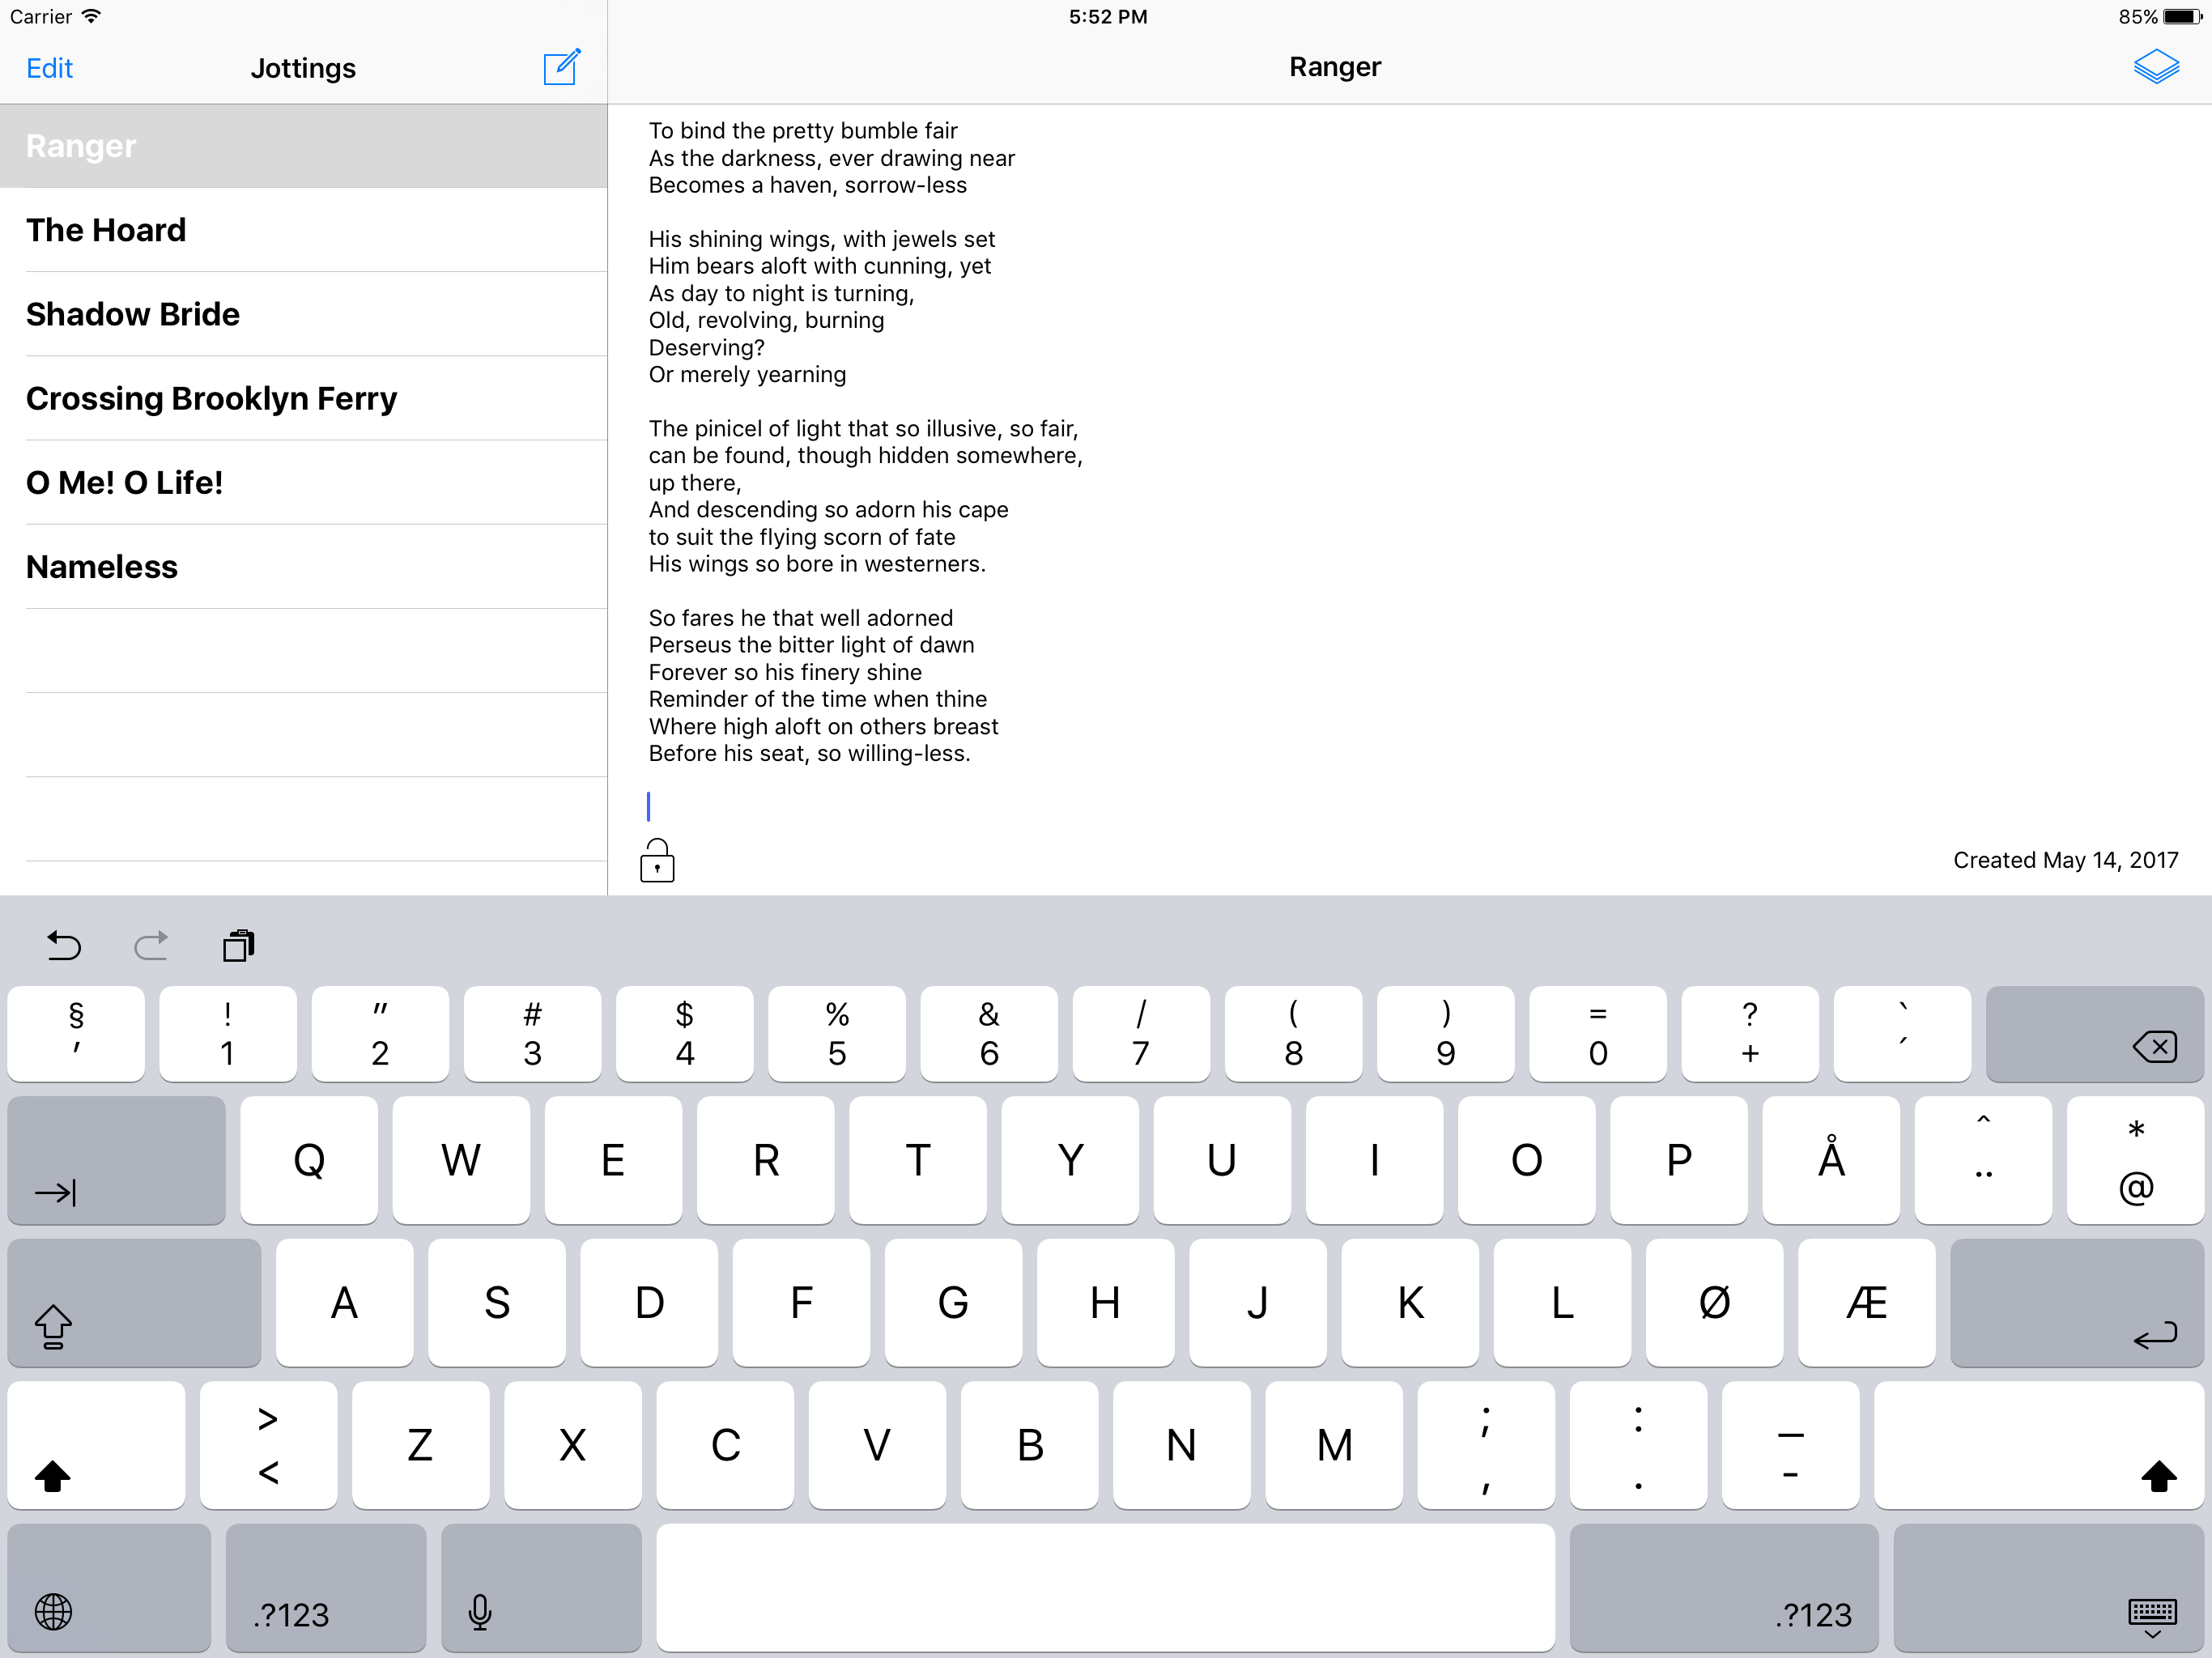 Carrier
5:52 PM
85%
Edit
Jottings
Ranger
Ranger
The Hoard
Shadow Bride
Crossing Brooklyn Ferry
O Me! O Life!
Nameless
To bind the pretty bumble fair
As the darkness, ever drawing near
Becomes a haven, sorrow-less
His shining wings, with jewels set
Him bears aloft with cunning, yet
As day to night is turning,
Old, revolving, burning
Deserving?
Or merely yearning
The pinicel of light that so illusive, so fair,
can be found, though hidden somewhere,
up there,
And descending so adorn his cape
to suit the flying scorn of fate
His wings so bore in westerners.
So fares he that well adorned
Perseus the bitter light of dawn
Forever so his finery shine
Reminder of the time when thine
Where high aloft on others breast
Before his seat, so willing-less.
Created May 14, 2017
§ ! " # $ % & / ( ) = ? `
' 1 2 3 4 5 6 7 8 9 0 + ´
Q W E R T Y U I O P Å ^ *
¨ @
A S D F G H J K L Ø Æ
> Z X C V B N M ; : _
< , . -
.?123 .?123